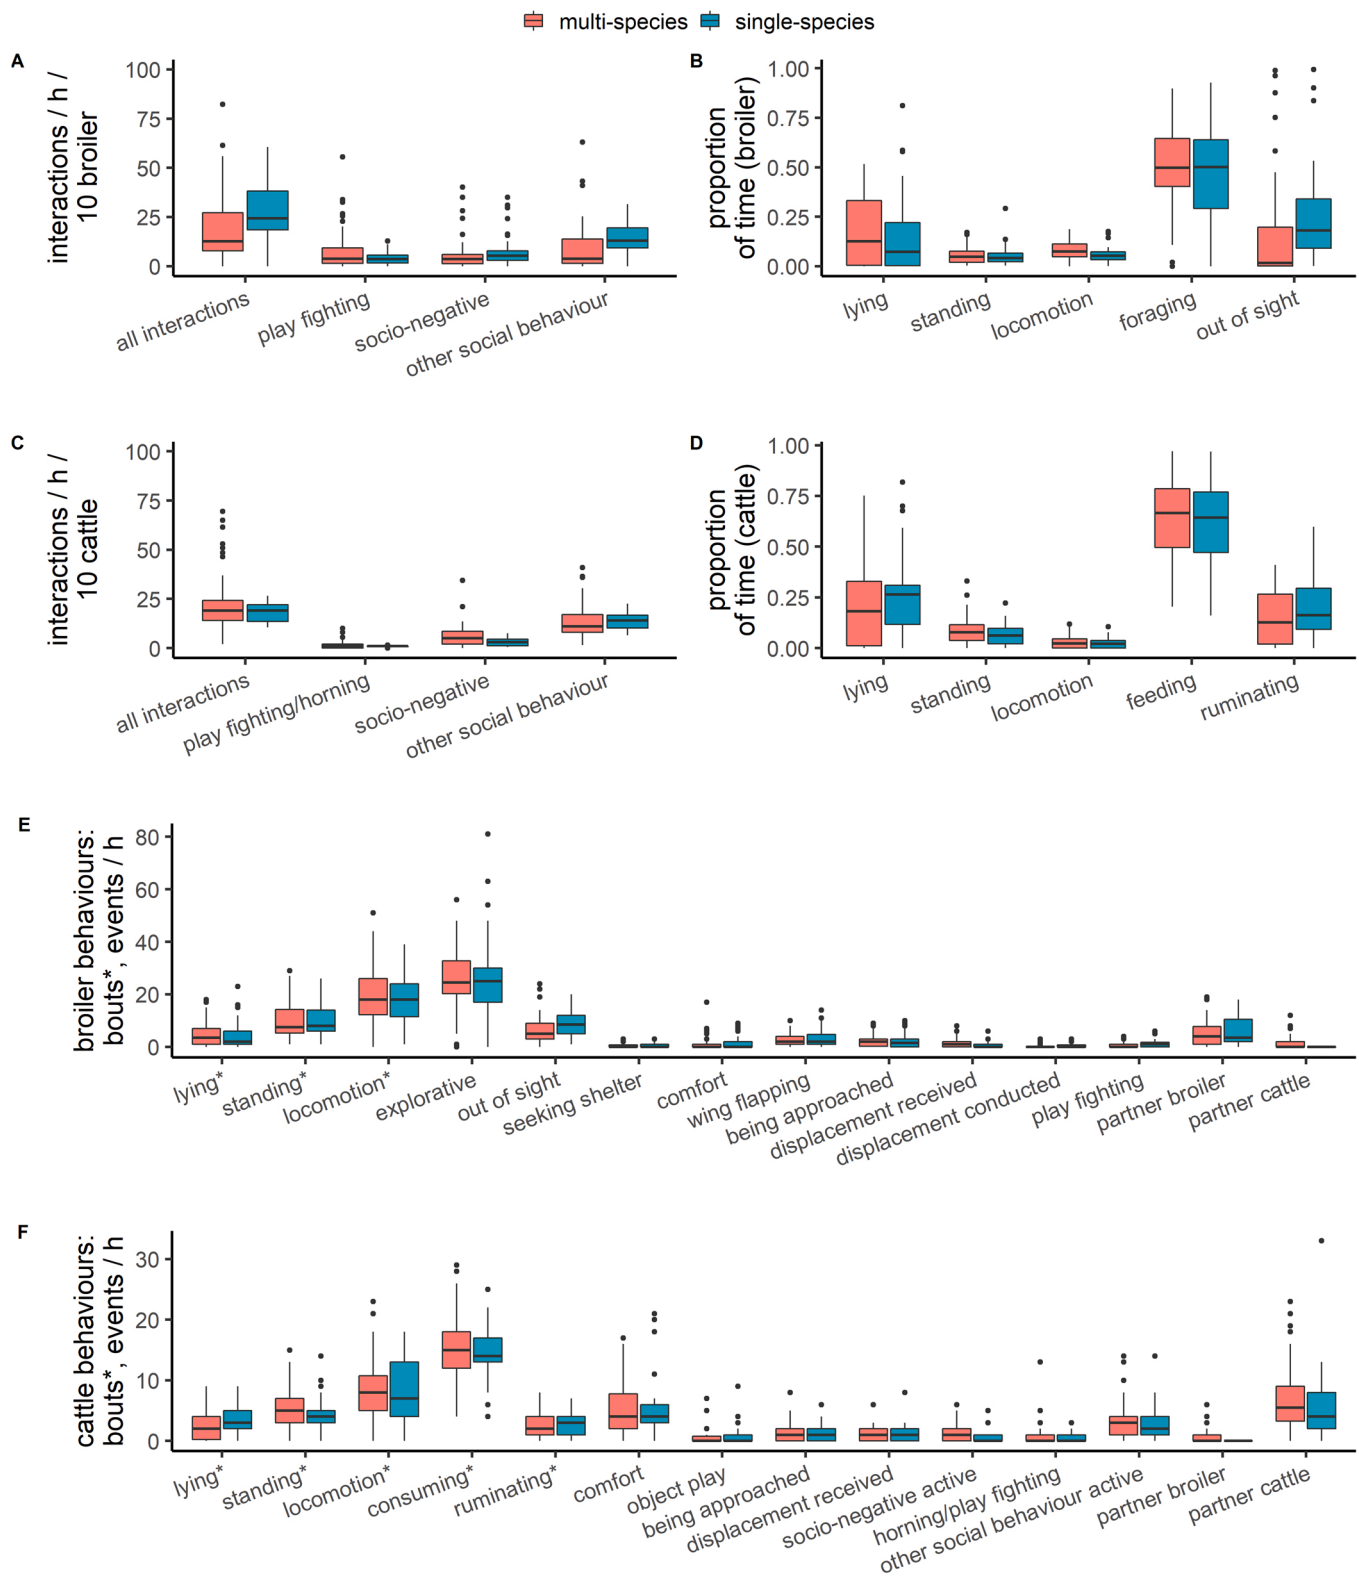 multi-species single-species
A
interactions / h /
10 broiler
100
75
50
25
0
all interactions
play fighting
socio-negative
other social behaviour
B
proportion
of time (broiler)
1.00
0.75
0.50
0.25
0.00
lying
standing
locomotion
foraging
out of sight
C
interactions / h /
10 cattle
100
75
50
25
0
all interactions
play fighting/horning
socio-negative
other social behaviour
D
proportion
of time (cattle)
1.00
0.75
0.50
0.25
0.00
lying
standing
locomotion
feeding
ruminating
E
broiler behaviours:
bouts*, events / h
80
60
40
20
0
lying*
standing*
locomotion*
explorative
out of sight
seeking shelter
comfort
wing flapping
being approached
displacement received
displacement conducted
play fighting
partner broiler
partner cattle
F
cattle behaviours:
bouts*, events / h
30
20
10
0
lying*
standing*
locomotion*
consuming*
ruminating*
comfort
object play
being approached
displacement received
socio-negative active
horning/play fighting
other social behaviour active
partner broiler
partner cattle